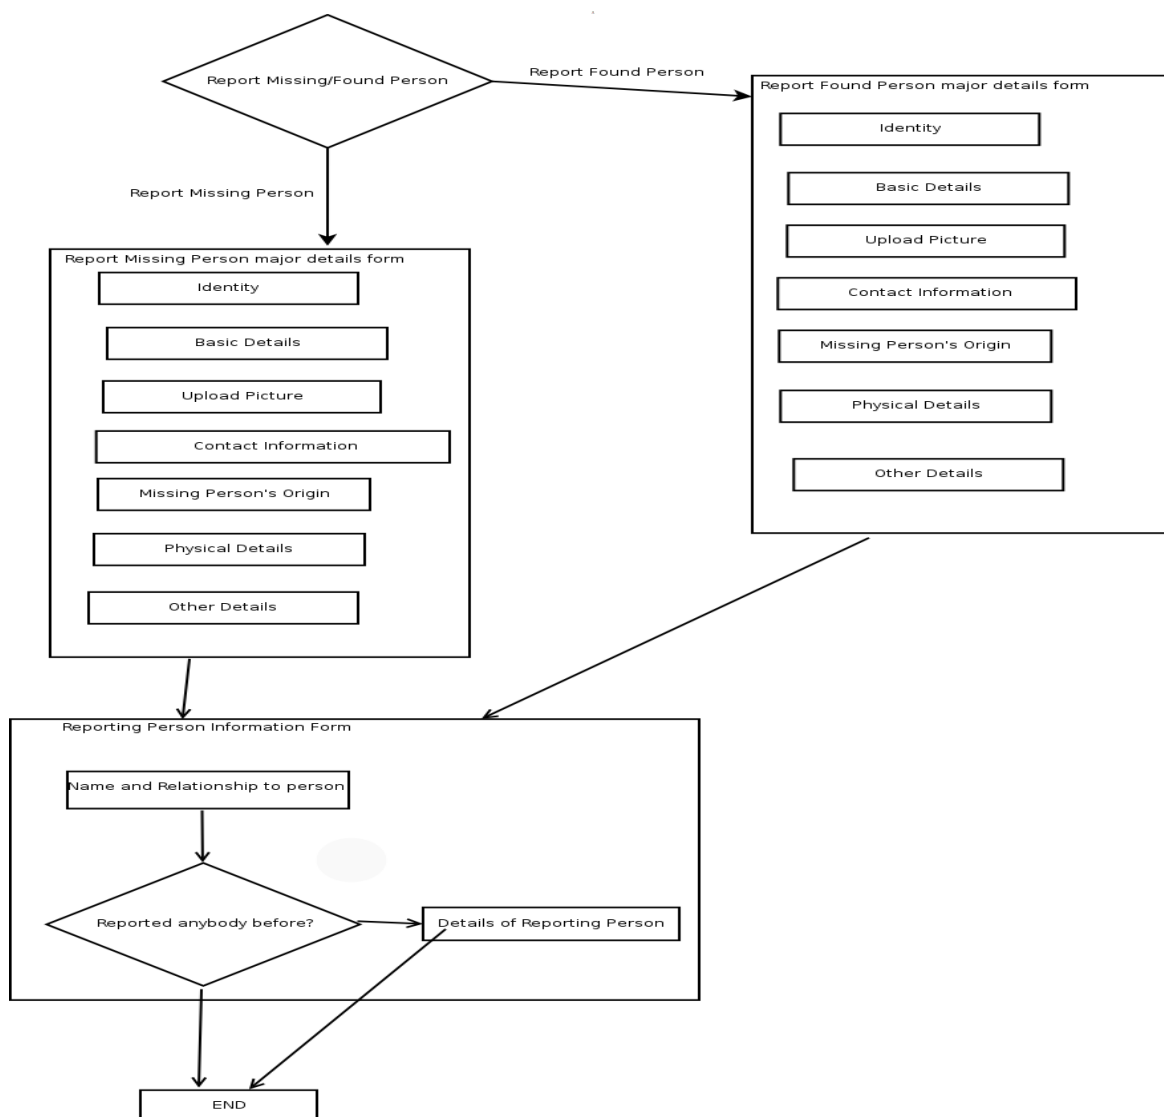 Report Missing/Found Person
Report Found Person
Report Missing Person
Report Found Person major details form
Identity
Basic Details
Upload Picture
Contact Information
Missing Person's Origin
Physical Details
Other Details
Report Missing Person major details form
Identity
Basic Details
Upload Picture
Contact Information
Missing Person's Origin
Physical Details
Other Details
Reporting Person Information Form
Name and Relationship to person
Reported anybody before?
Details of Reporting Person
END